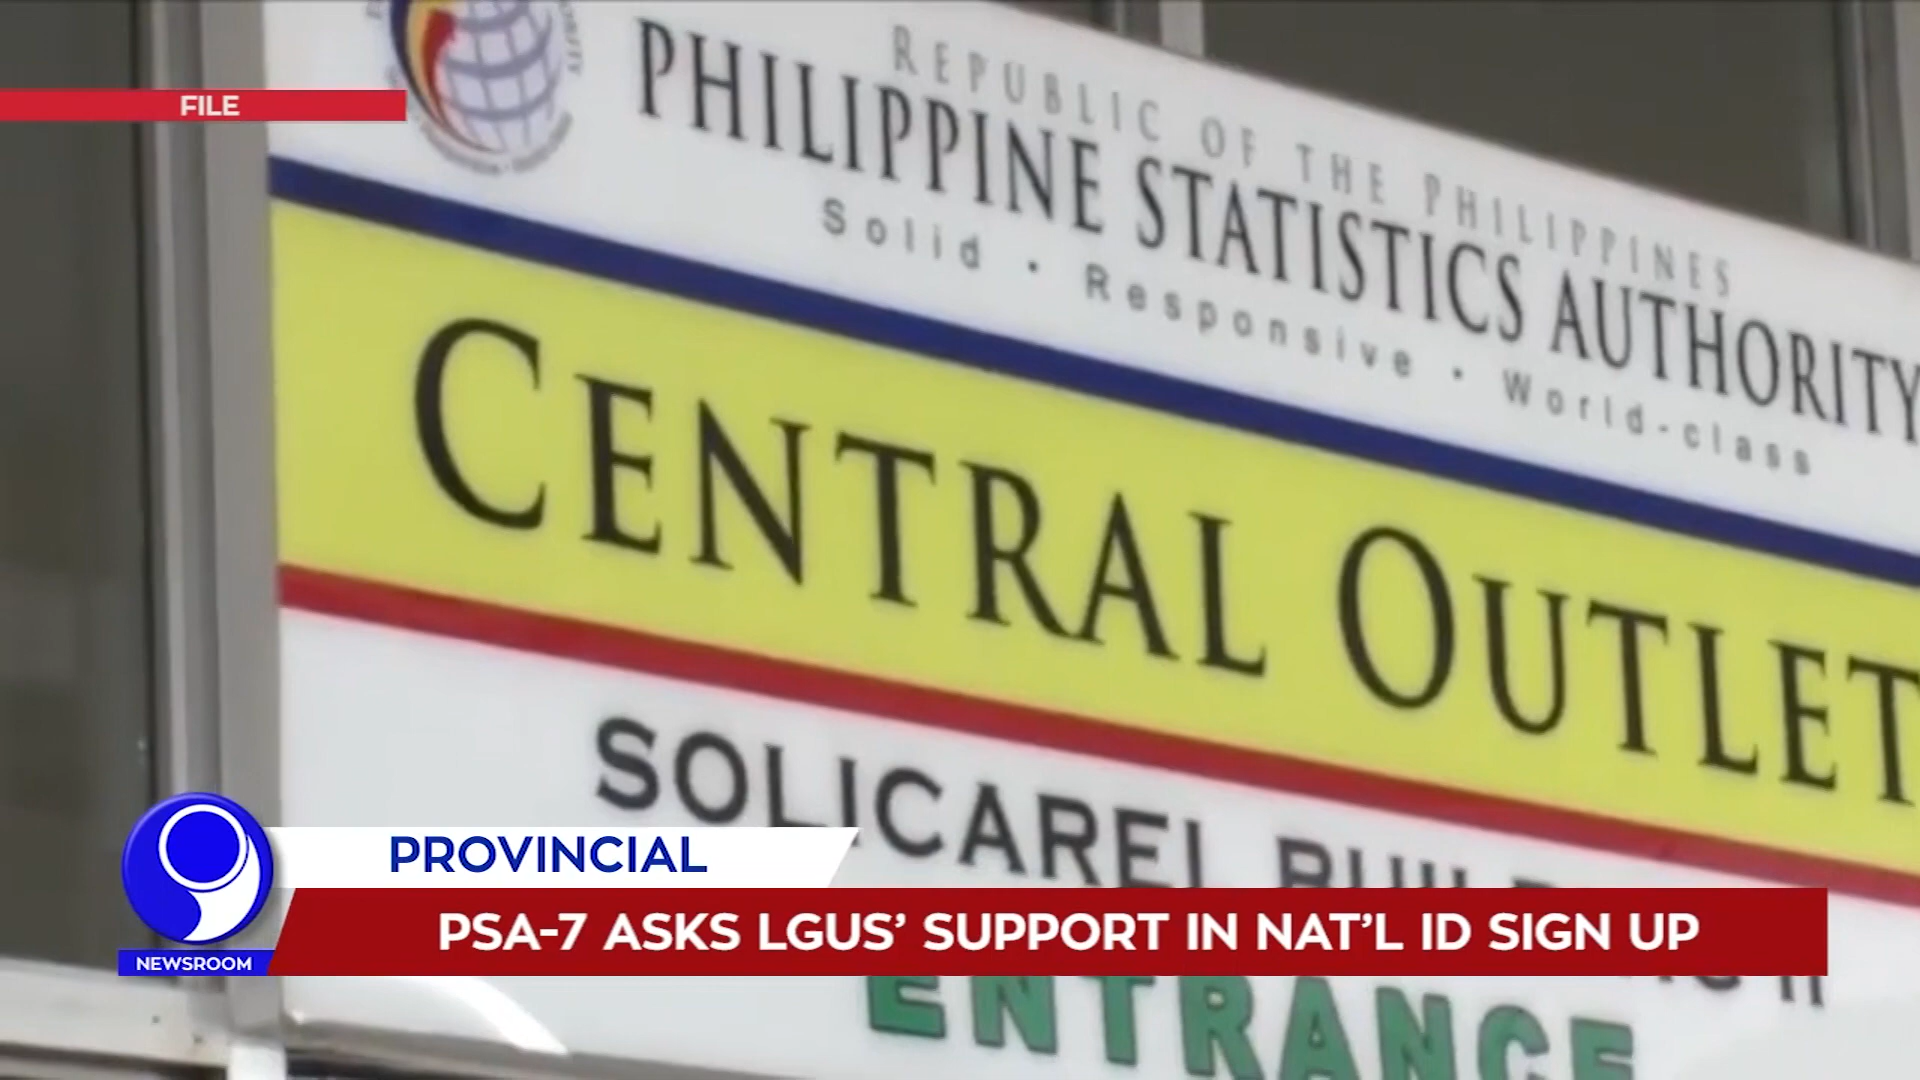 FILE
REPUBLIC OF THE PHILIPPINES
PHILIPPINE STATISTICS AUTHORITY
Solid • Responsive • World-class
CENTRAL OUTLET
SOLICAREL
ENTRANCE
PROVINCIAL
PSA-7 ASKS LGUS’ SUPPORT IN NAT’L ID SIGN UP
NEWSROOM